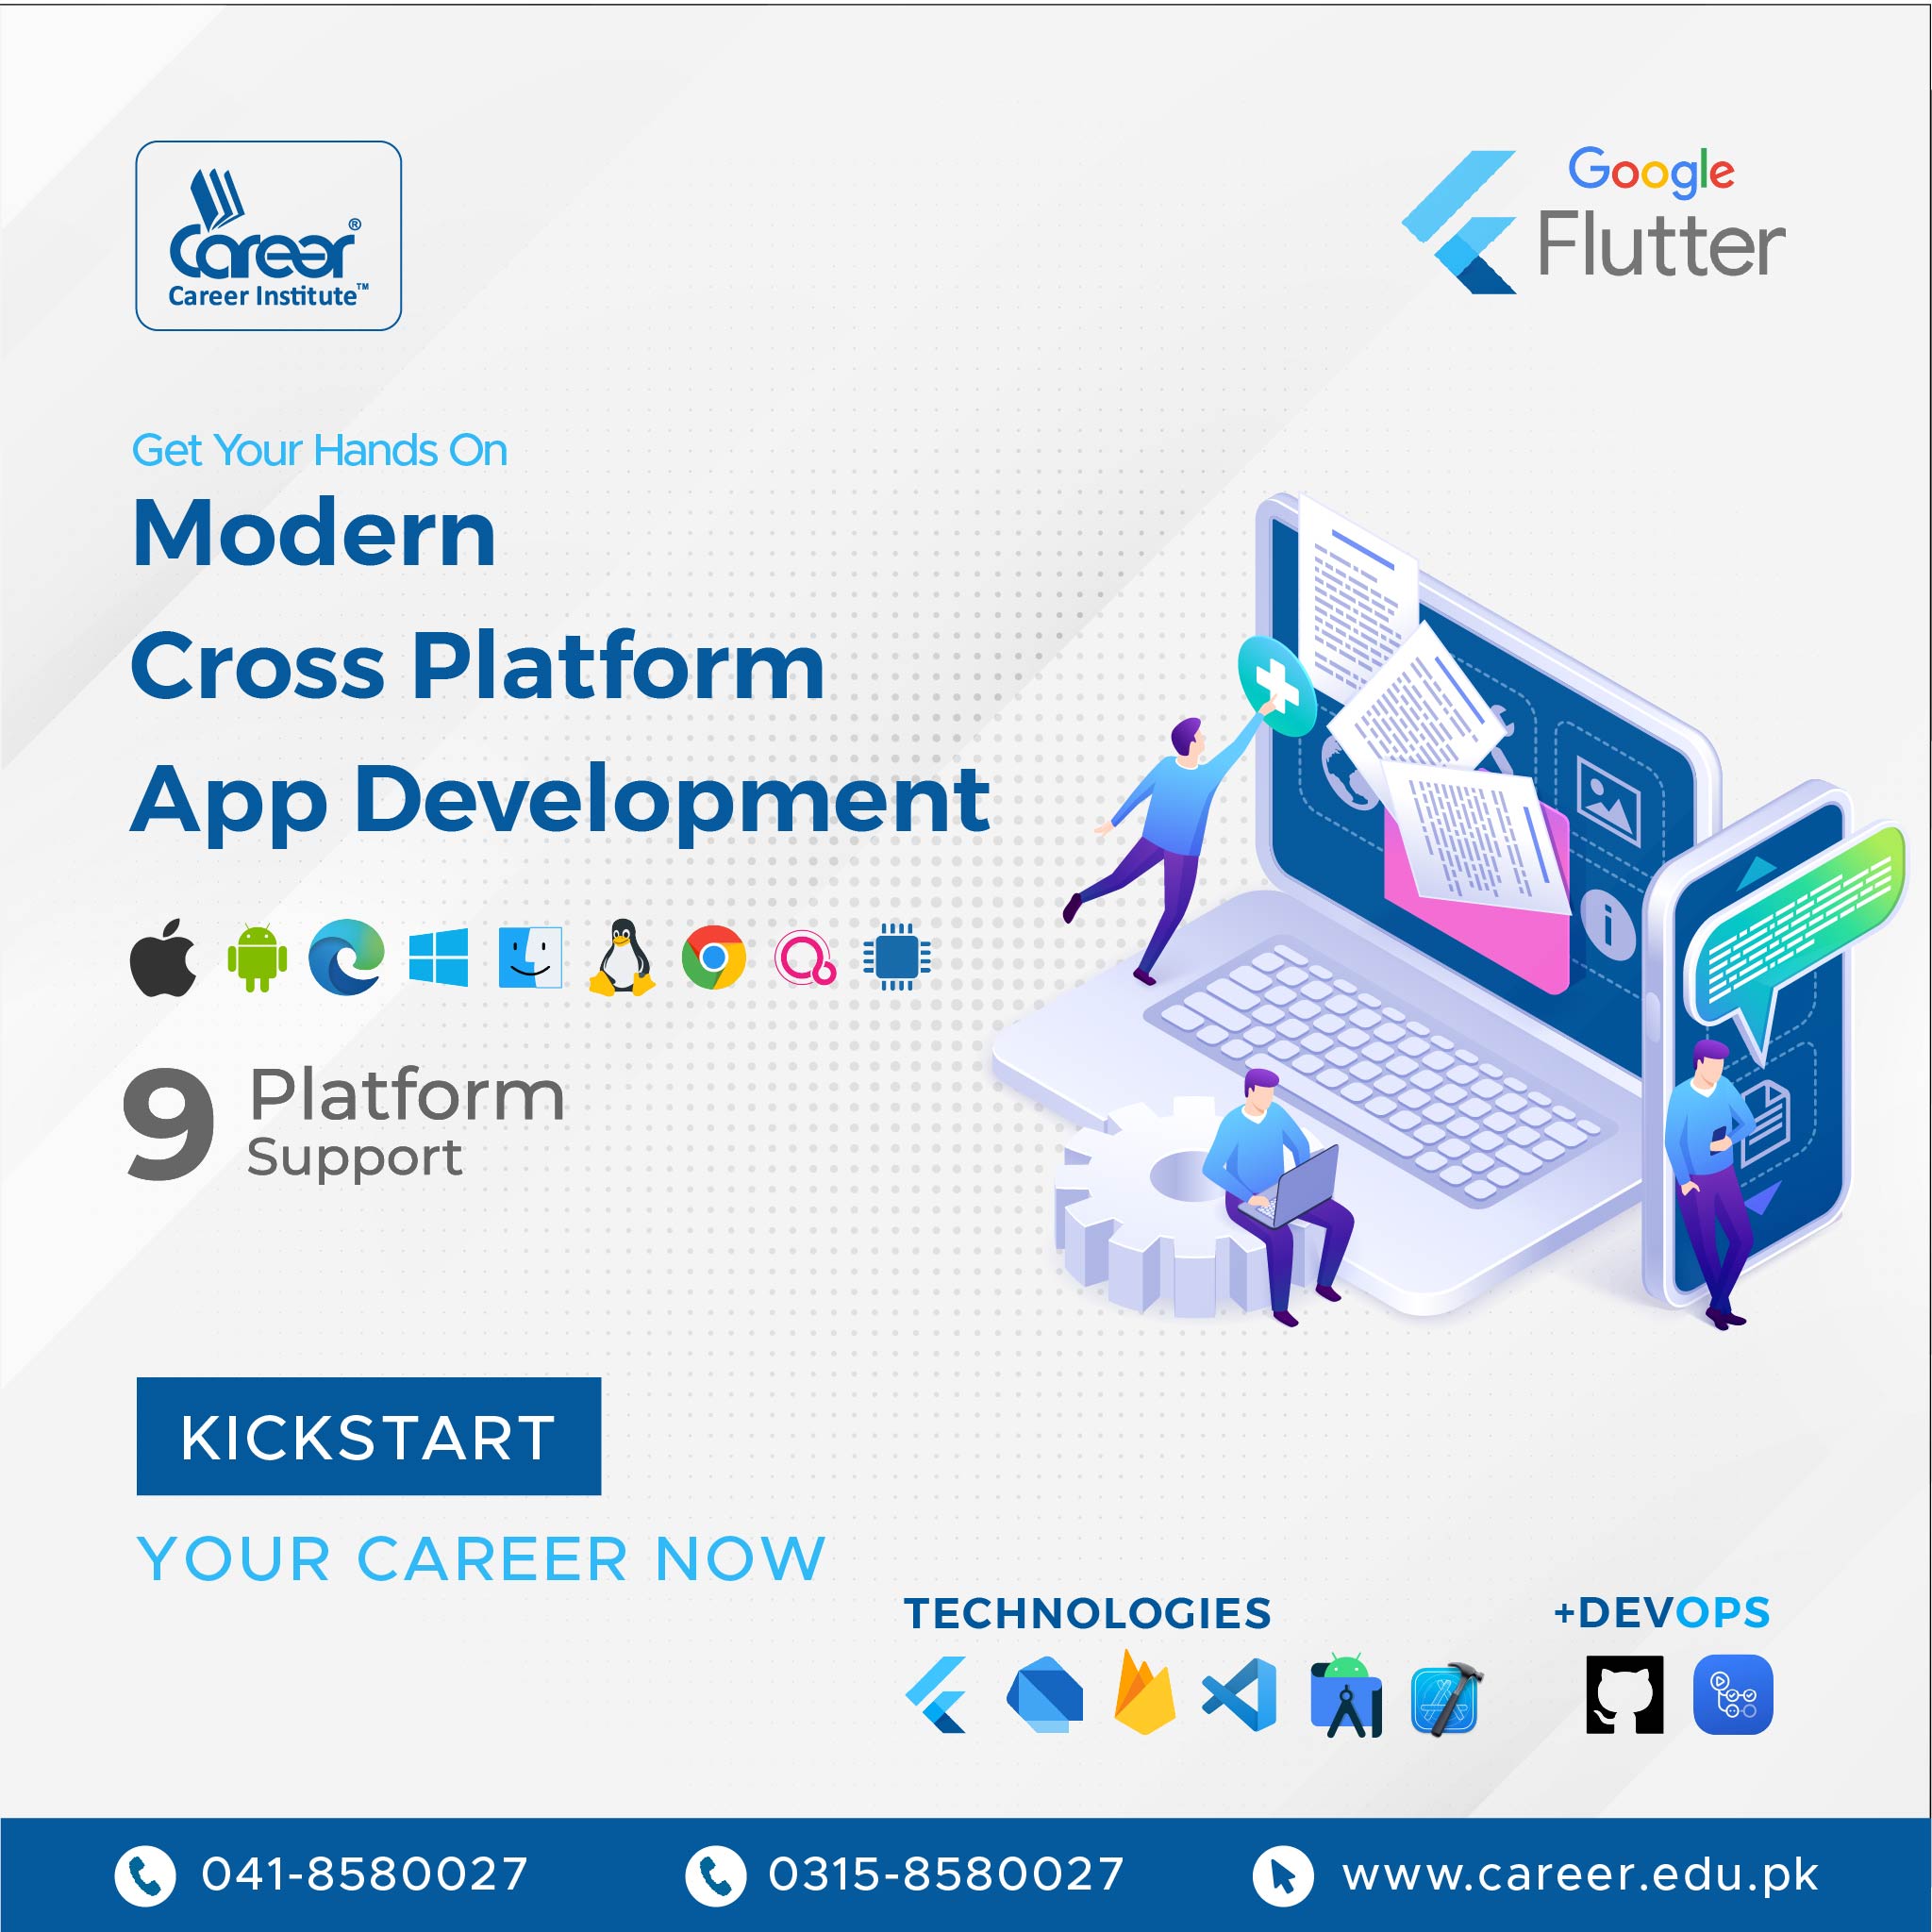 Career®
Career Institute™
Google
Flutter
Get Your Hands On
Modern
Cross Platform
App Development
9 Platform
Support
KICKSTART
YOUR CAREER NOW
TECHNOLOGIES
+DEVOPS
041-8580027
0315-8580027
www.career.edu.pk